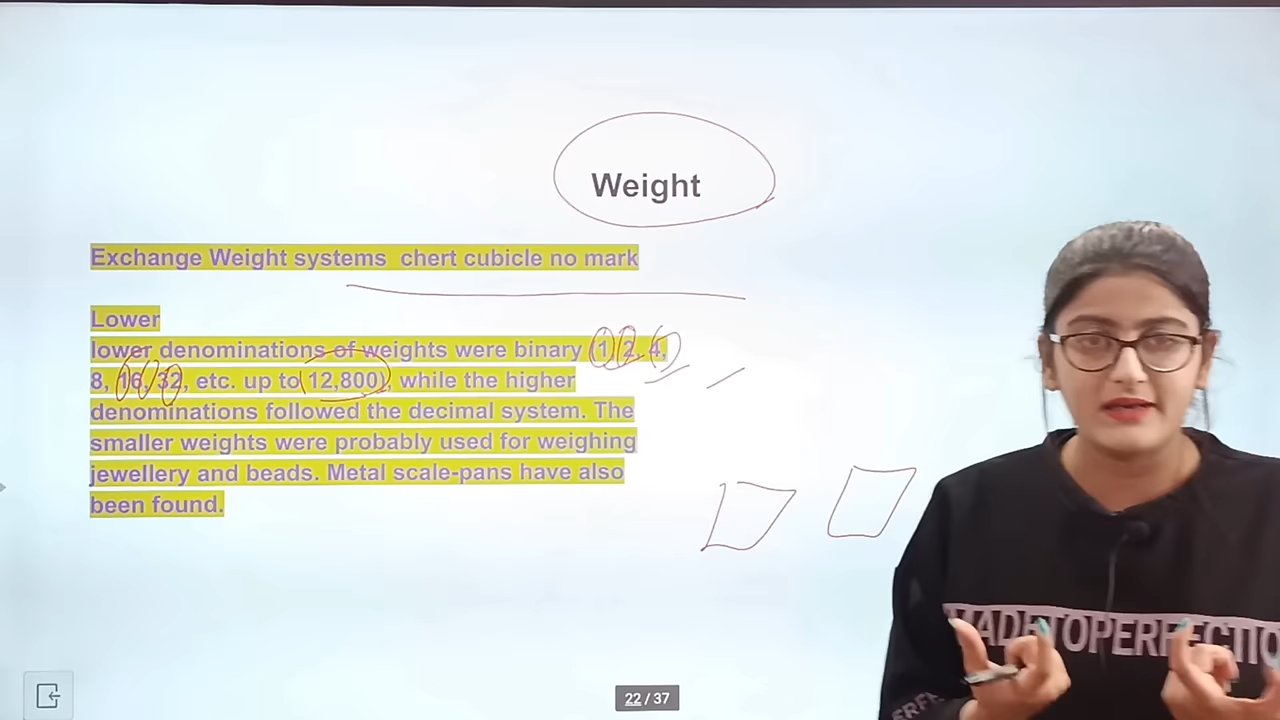 Weight
Exchange Weight systems chert cubicle no mark
Lower
lower denominations of weights were binary (1, 2, 4,
8, 16, 32, etc. up to 12,800), while the higher
denominations followed the decimal system. The
smaller weights were probably used for weighing
jewellery and beads. Metal scale-pans have also
been found.
22 / 37